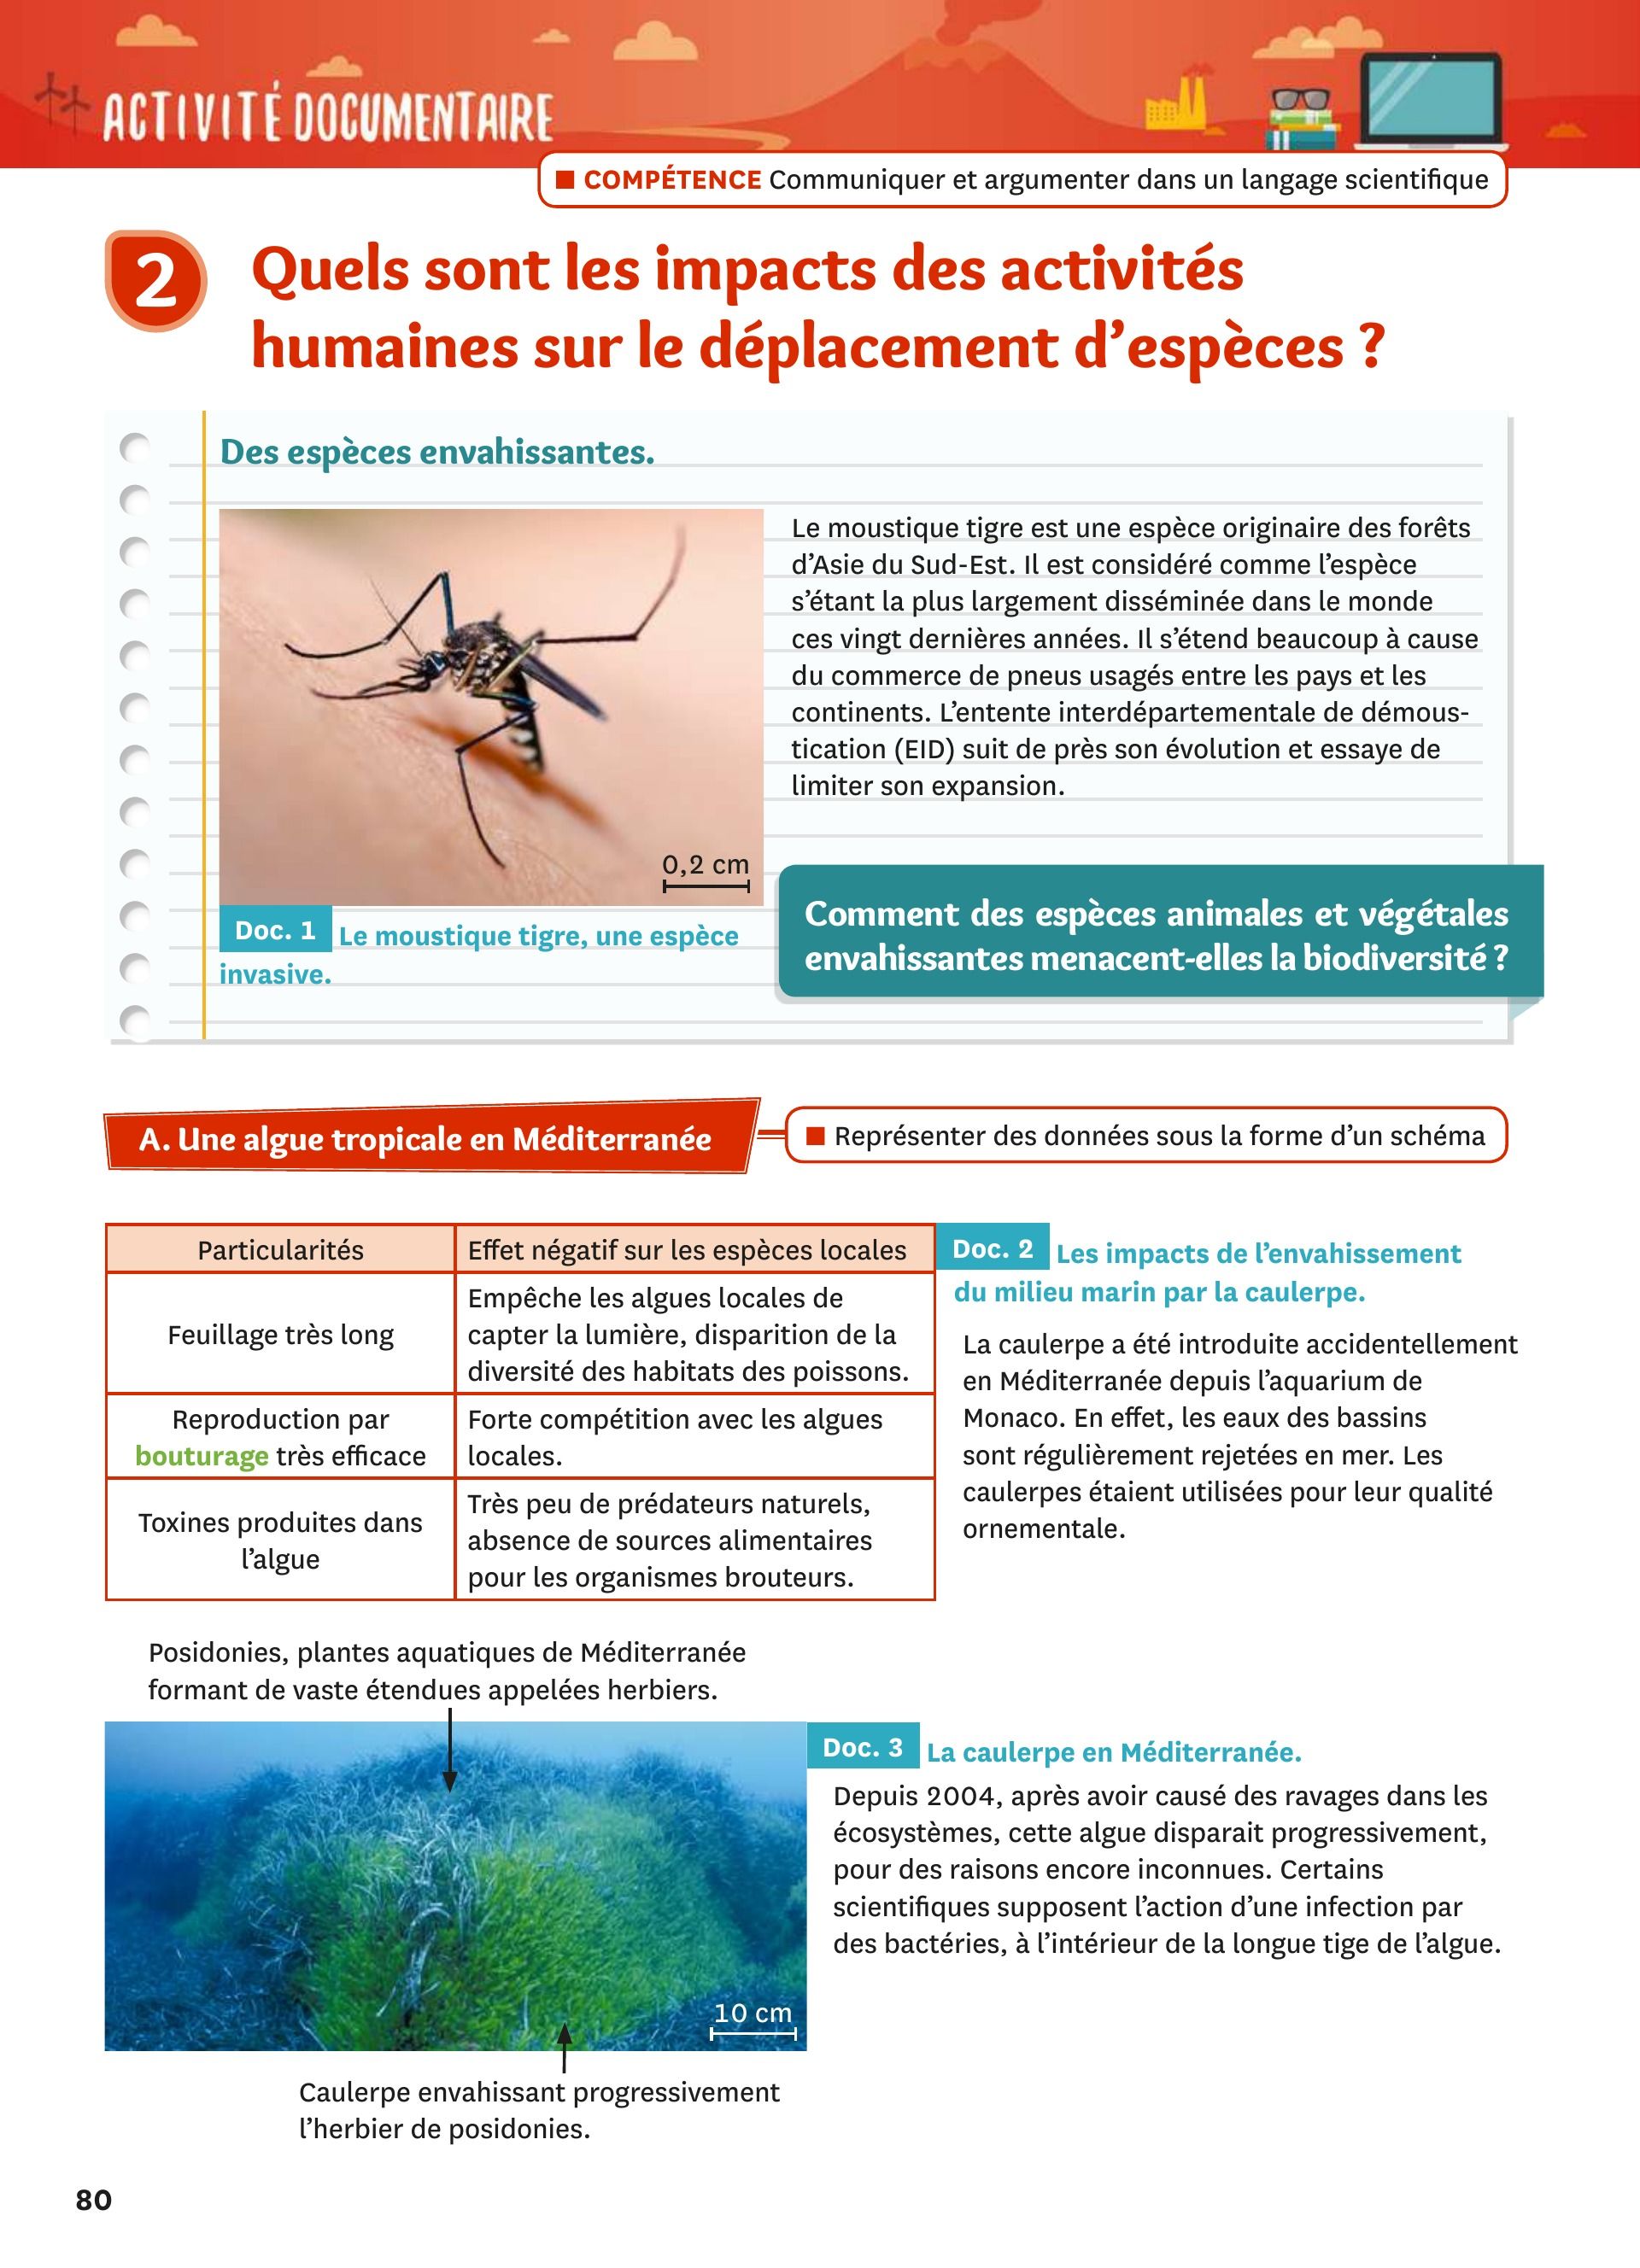 ACTIVITÉ DOCUMENTAIRE
COMPÉTENCE Communiquer et argumenter dans un langage scientifique
2
Quels sont les impacts des activités
humaines sur le déplacement d'espèces ?
Des espèces envahissantes.
Le moustique tigre est une espèce originaire des forêts
d'Asie du Sud-Est. Il est considéré comme l'espèce
s'étant la plus largement disséminée dans le monde
ces vingt dernières années. Il s'étend beaucoup à cause
du commerce de pneus usagés entre les pays et les
continents. L'entente interdépartementale de démous-
tication (EID) suit de près son évolution et essaye de
limiter son expansion.
0,2 cm
Doc. 1 Le moustique tigre, une espèce
invasive.
Comment des espèces animales et végétales
envahissantes menacent-elles la biodiversité ?
A. Une algue tropicale en Méditerranée
Représenter des données sous la forme d'un schéma
Particularités
Effet négatif sur les espèces locales
Feuillage très long
Empêche les algues locales de
capter la lumière, disparition de la
diversité des habitats des poissons.
Reproduction par
bouturage très efficace
Forte compétition avec les algues
locales.
Toxines produites dans
l'algue
Très peu de prédateurs naturels,
absence de sources alimentaires
pour les organismes brouteurs.
Doc. 2 Les impacts de l'envahissement
du milieu marin par la caulerpe.
La caulerpe a été introduite accidentellement
en Méditerranée depuis l'aquarium de
Monaco. En effet, les eaux des bassins
sont régulièrement rejetées en mer. Les
caulerpes étaient utilisées pour leur qualité
ornementale.
Posidonies, plantes aquatiques de Méditerranée
formant de vaste étendues appelées herbiers.
10 cm
Caulerpe envahissant progressivement
l'herbier de posidonies.
Doc. 3 La caulerpe en Méditerranée.
Depuis 2004, après avoir causé des ravages dans les
écosystèmes, cette algue disparait progressivement,
pour des raisons encore inconnues. Certains
scientifiques supposent l'action d'une infection par
des bactéries, à l'intérieur de la longue tige de l'algue.
80